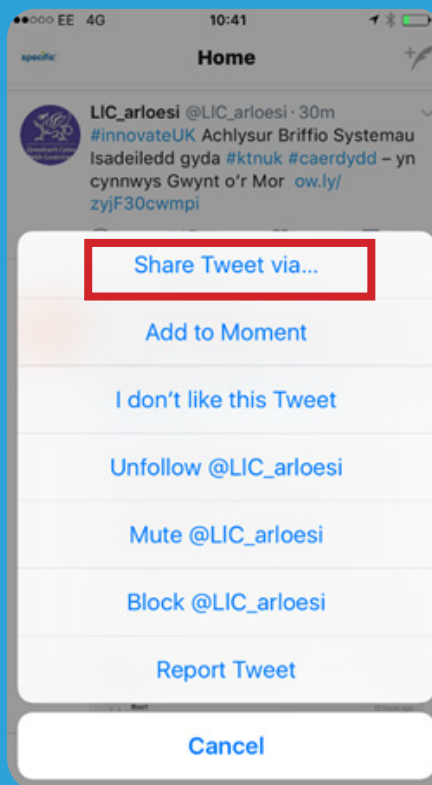 EE 4G 10:41
specific Home
LIC_arloesi @LIC_arloesi · 30m
#innovateUK Achlysur Briffio Systemau
Isadeiledd gyda #ktnuk #caerdydd – yn
cynnwys Gwynt o'r Mor ow.ly/
zyjF30cwmpi
Share Tweet via...
Add to Moment
I don't like this Tweet
Unfollow @LIC_arloesi
Mute @LIC_arloesi
Block @LIC_arloesi
Report Tweet
Cancel